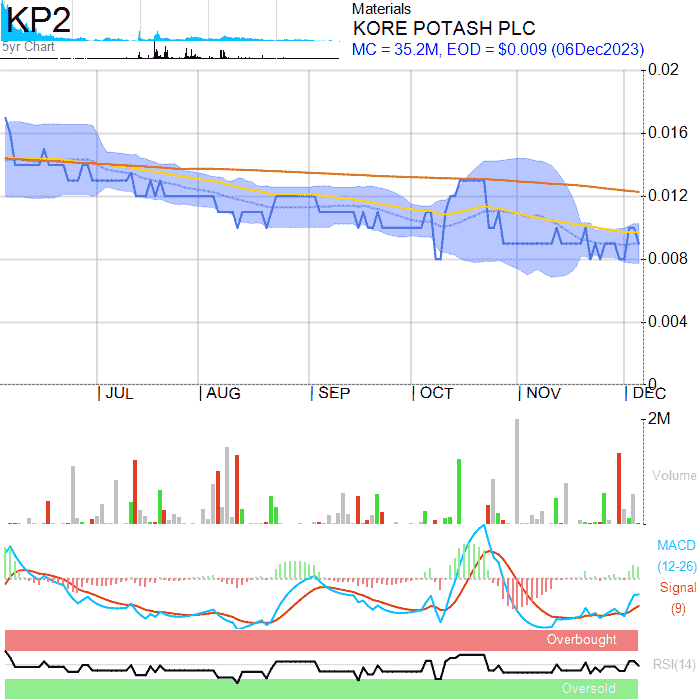 KP2
5yr Chart
Materials
KORE POTASH PLC
MC = 35.2M, EOD = $0.009 (06Dec2023)
0.02
0.016
0.012
0.008
0.004
0
JUL AUG SEP OCT NOV DEC
2M
Volume
MACD
(12-26)
Signal
(9)
Overbought
RSI(14)
Oversold